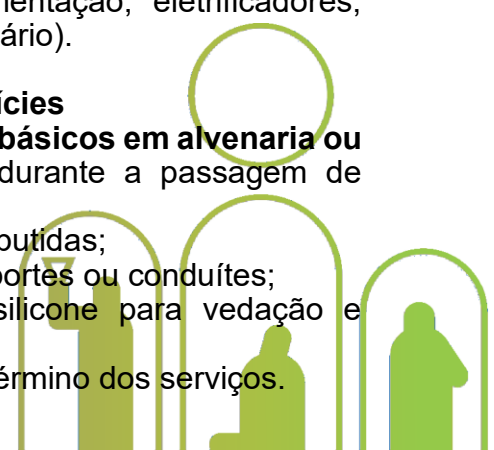 mentação, eletrificadores,
ário).
ícies
básicos em alvenaria ou
durante a passagem de
butidas;
portes ou conduítes;
silicone para vedação e
término dos serviços.